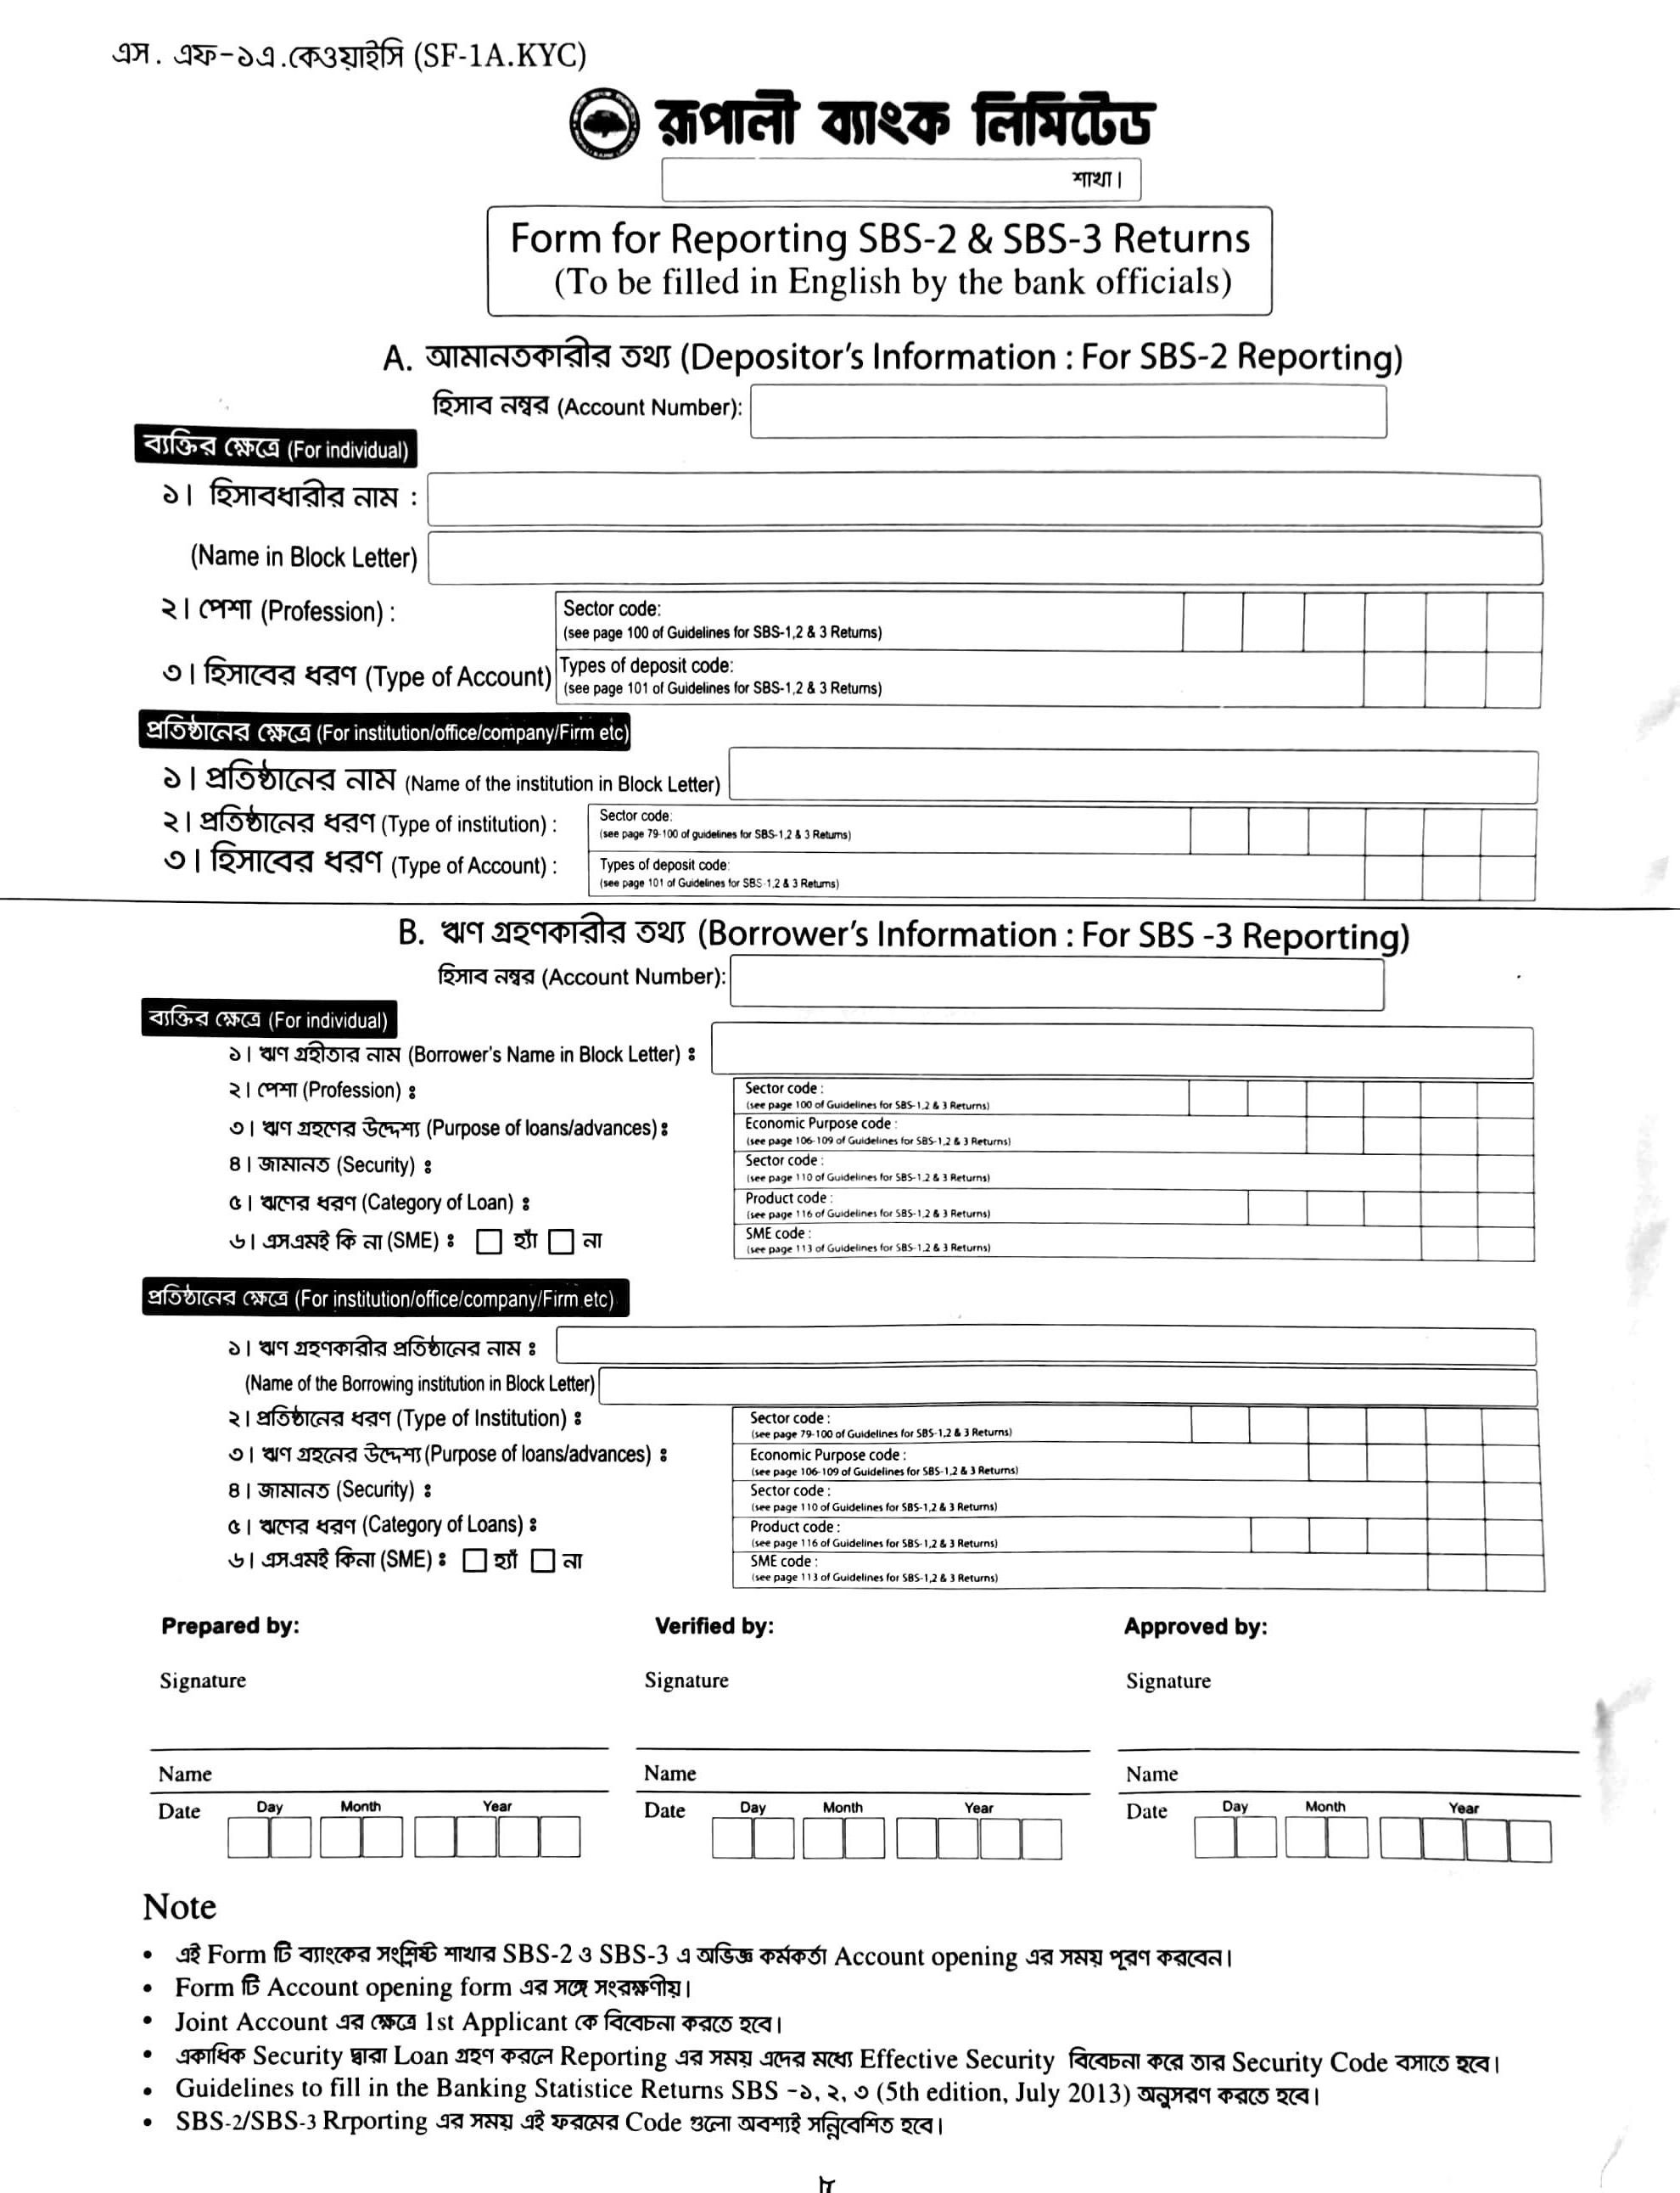 এস. এফ-১এ.কেওয়াইসি (SF-1A.KYC)
রূপালী ব্যাংক লিমিটেড
শাখা।
Form for Reporting SBS-2 & SBS-3 Returns
(To be filled in English by the bank officials)
A. আমানতকারীর তথ্য (Depositor's Information : For SBS-2 Reporting)
হিসাব নম্বর (Account Number):
ব্যক্তির ক্ষেত্রে (For individual)
১। হিসাবধারীর নাম :
(Name in Block Letter)
২। পেশা (Profession) :
Sector code:
(see page 100 of Guidelines for SBS-1,2 & 3 Returns)
৩। হিসাবের ধরণ (Type of Account)
Types of deposit code:
(see page 101 of Guidelines for SBS-1,2 & 3 Returns)
প্রতিষ্ঠানের ক্ষেত্রে (For institution/office/company/Firm etc)
১। প্রতিষ্ঠানের নাম (Name of the institution in Block Letter)
২। প্রতিষ্ঠানের ধরণ (Type of institution) :
Sector code:
(see page 79-100 of guidelines for SBS-1,2 & 3 Returns)
৩। হিসাবের ধরণ (Type of Account) :
Types of deposit code:
(see page 101 of Guidelines for SBS-1,2 & 3 Returns)
B. ঋণ গ্রহণকারীর তথ্য (Borrower's Information : For SBS -3 Reporting)
হিসাব নম্বর (Account Number):
ব্যক্তির ক্ষেত্রে (For individual)
১। ঋণ গ্রহীতার নাম (Borrower's Name in Block Letter) ঃ
২। পেশা (Profession) ঃ
Sector code :
(see page 100 of Guidelines for SBS-1,2 & 3 Returns)
৩। ঋণ গ্রহণের উদ্দেশ্য (Purpose of loans/advances) ঃ
Economic Purpose code :
(see page 106-109 of Guidelines for SBS-1,2 & 3 Returns)
৪। জামানত (Security) ঃ
Sector code :
(see page 110 of Guidelines for SBS-1,2 & 3 Returns)
৫। ঋণের ধরণ (Category of Loan) ঃ
Product code :
(see page 116 of Guidelines for SBS-1,2 & 3 Returns)
৬। এসএমই কি না (SME) ঃ হ্যাঁ না
SME code :
(see page 113 of Guidelines for SBS-1,2 & 3 Returns)
প্রতিষ্ঠানের ক্ষেত্রে (For institution/office/company/Firm etc)
১। ঋণ গ্রহণকারীর প্রতিষ্ঠানের নাম ঃ
(Name of the Borrowing institution in Block Letter)
২। প্রতিষ্ঠানের ধরণ (Type of Institution) ঃ
Sector code :
(see page 79-100 of Guidelines for SBS-1,2 & 3 Returns)
৩। ঋণ গ্রহনের উদ্দেশ্য (Purpose of loans/advances) ঃ
Economic Purpose code :
(see page 106-109 of Guidelines for SBS-1,2 & 3 Returns)
৪। জামানত (Security) ঃ
Sector code :
(see page 110 of Guidelines for SBS-1,2 & 3 Returns)
৫। ঋণের ধরণ (Category of Loans) ঃ
Product code :
(see page 116 of Guidelines for SBS-1,2 & 3 Returns)
৬। এসএমই কিনা (SME) ঃ হ্যাঁ না
SME code :
(see page 113 of Guidelines for SBS-1,2 & 3 Returns)
Prepared by: Verified by: Approved by:
Signature Signature Signature
Name Name Name
Date Day Month Year Date Day Month Year Date Day Month Year
Note
• এই Form টি ব্যাংকের সংশ্লিষ্ট শাখার SBS-2 ও SBS-3 এ অভিজ্ঞ কর্মকর্তা Account opening এর সময় পূরণ করবেন।
• Form টি Account opening form এর সঙ্গে সংরক্ষণীয়।
• Joint Account এর ক্ষেত্রে 1st Applicant কে বিবেচনা করতে হবে।
• একাধিক Security দ্বারা Loan গ্রহণ করলে Reporting এর সময় এদের মধ্যে Effective Security বিবেচনা করে তার Security Code বসাতে হবে।
• Guidelines to fill in the Banking Statistice Returns SBS -১, ২, ৩ (5th edition, July 2013) অনুসরণ করতে হবে।
• SBS-2/SBS-3 Rrporting এর সময় এই ফরমের Code গুলো অবশ্যই সন্নিবেশিত হবে।